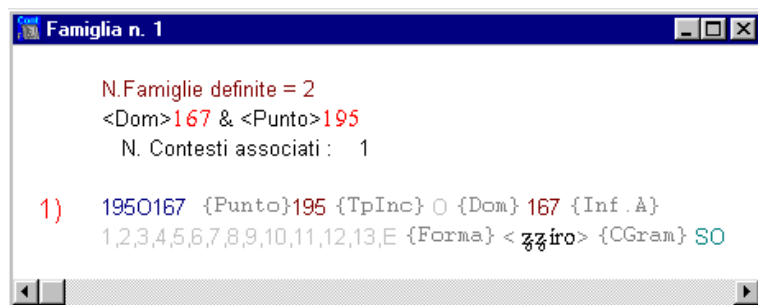 Famiglia n. 1
N.Famiglie definite = 2
<Dom>167 & <Punto>195
N. Contesti associati : 1
1) 195O167 {Punto}195 {TpInc} O {Dom} 167 {Inf.A}
1,2,3,4,5,6,7,8,9,10,11,12,13,E {Forma} < ʒʒíro> {CGram} SO